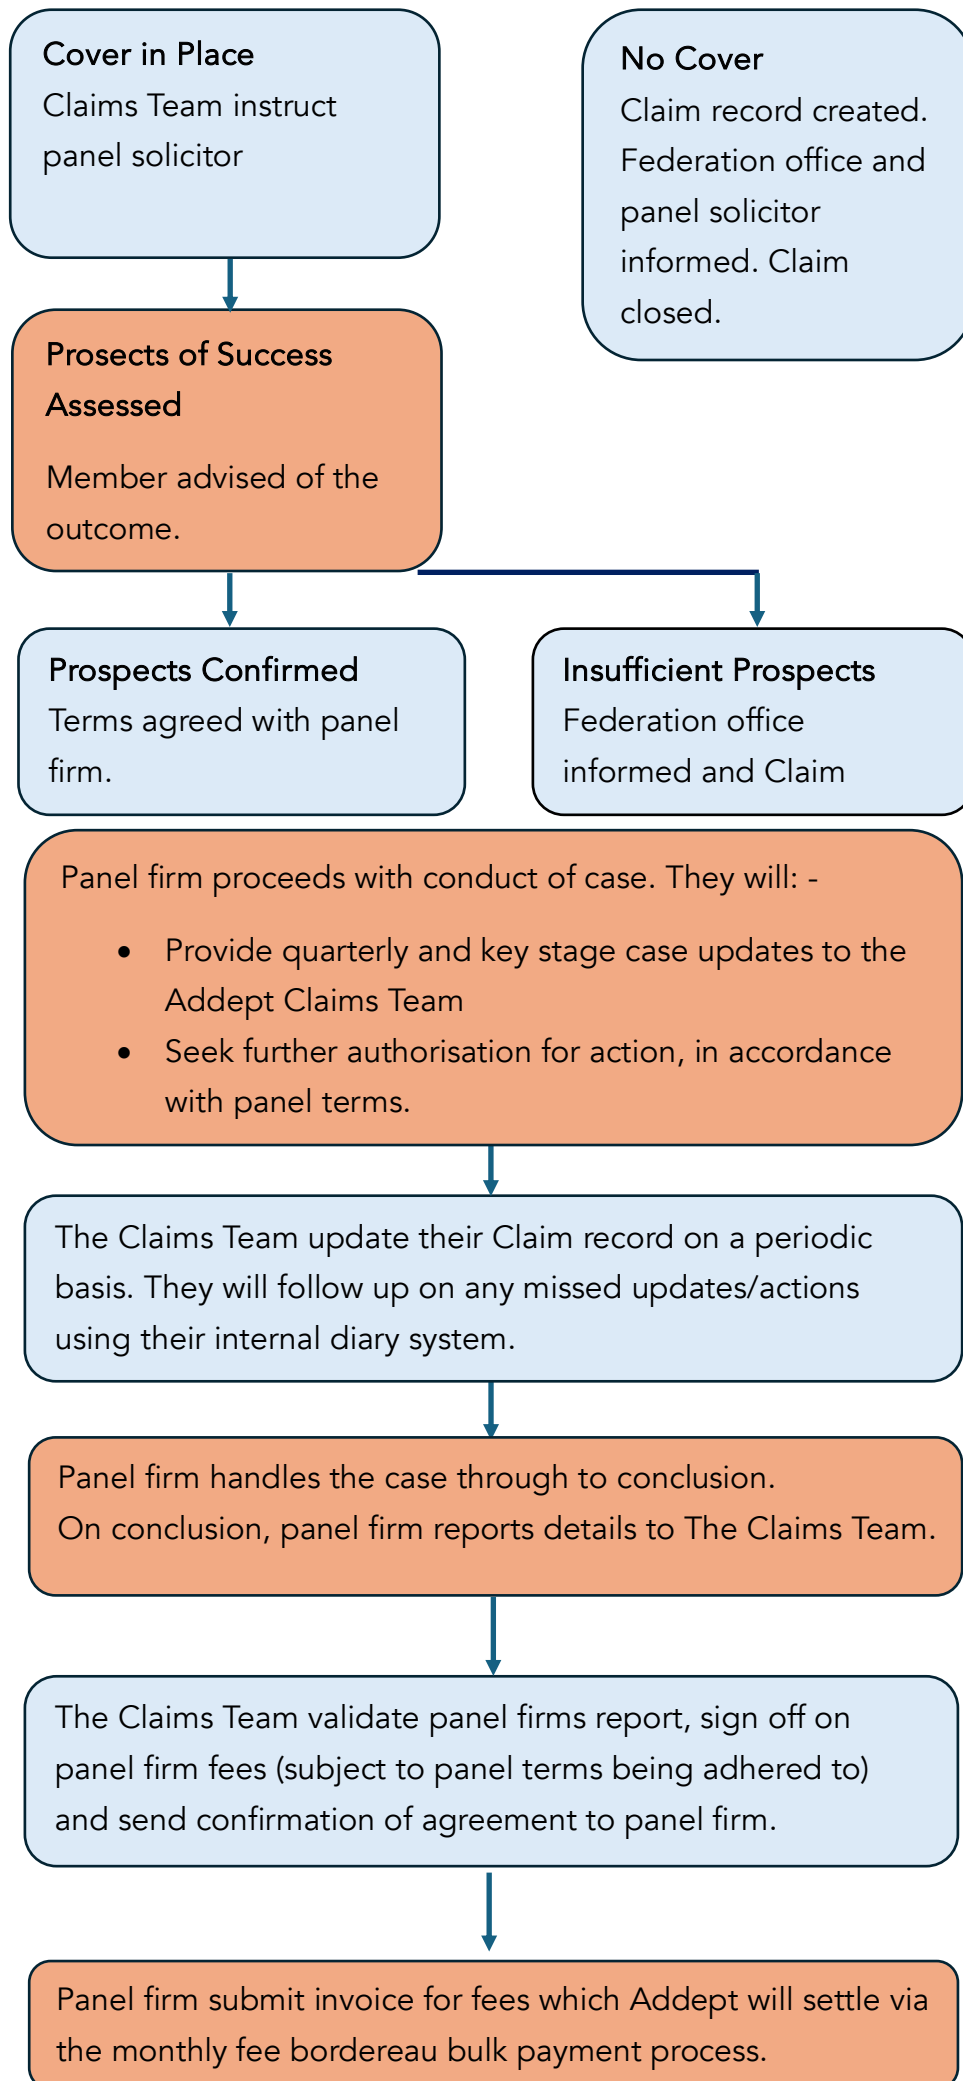 Cover in Place
Claims Team instruct
panel solicitor
No Cover
Claim record created.
Federation office and
panel solicitor
informed. Claim
closed.
Prosects of Success
Assessed
Member advised of the
outcome.
Prospects Confirmed
Terms agreed with panel
firm.
Insufficient Prospects
Federation office
informed and Claim
Panel firm proceeds with conduct of case. They will: -
• Provide quarterly and key stage case updates to the
Addept Claims Team
• Seek further authorisation for action, in accordance
with panel terms.
The Claims Team update their Claim record on a periodic
basis. They will follow up on any missed updates/actions
using their internal diary system.
Panel firm handles the case through to conclusion.
On conclusion, panel firm reports details to The Claims Team.
The Claims Team validate panel firms report, sign off on
panel firm fees (subject to panel terms being adhered to)
and send confirmation of agreement to panel firm.
Panel firm submit invoice for fees which Addept will settle via
the monthly fee bordereau bulk payment process.